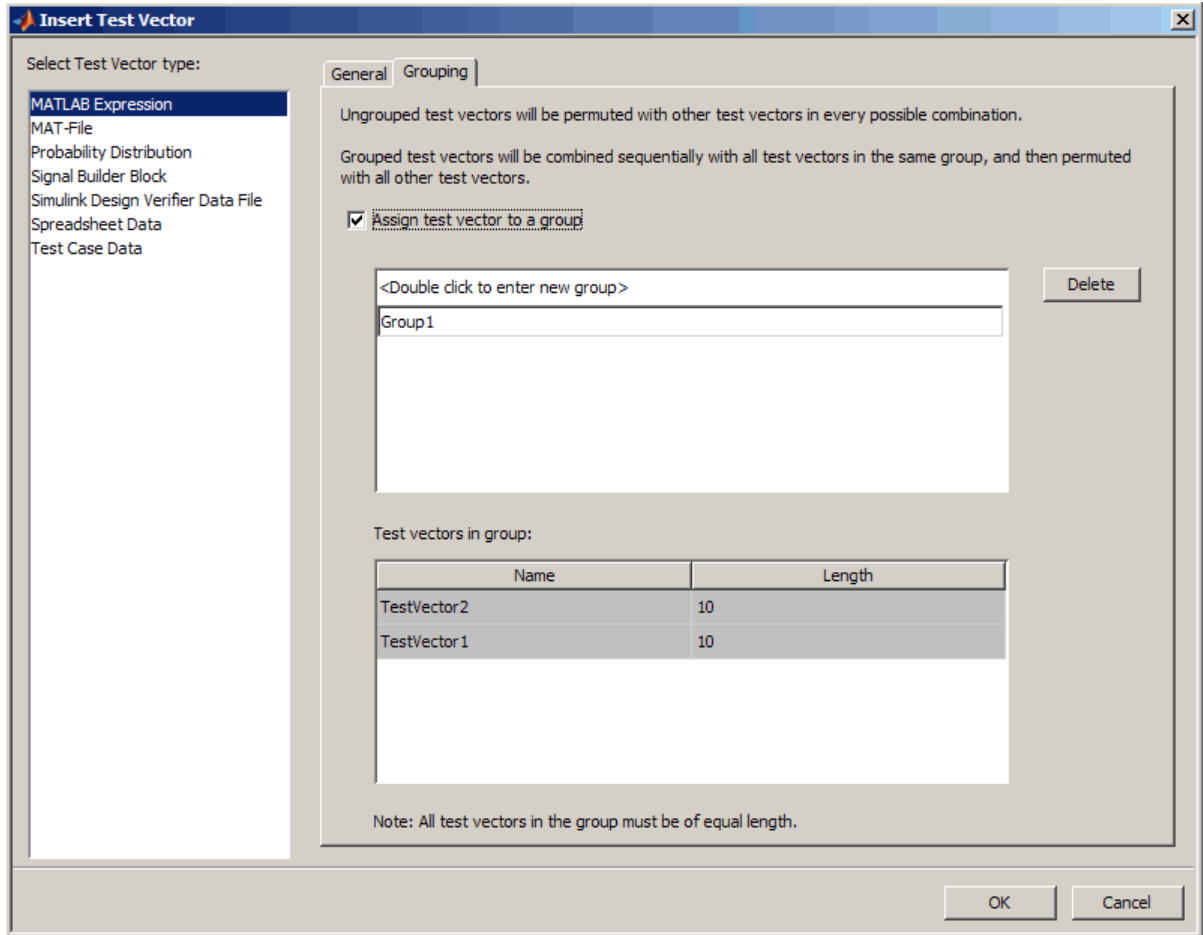 Insert Test Vector
Select Test Vector type:
MATLAB Expression
MAT-File
Probability Distribution
Signal Builder Block
Simulink Design Verifier Data File
Spreadsheet Data
Test Case Data
General
Grouping
Ungrouped test vectors will be permuted with other test vectors in every possible combination.
Grouped test vectors will be combined sequentially with all test vectors in the same group, and then permuted
with all other test vectors.
Assign test vector to a group
<Double click to enter new group>
Delete
Group1
Test vectors in group:
Name Length
TestVector2 10
TestVector1 10
Note: All test vectors in the group must be of equal length.
OK Cancel